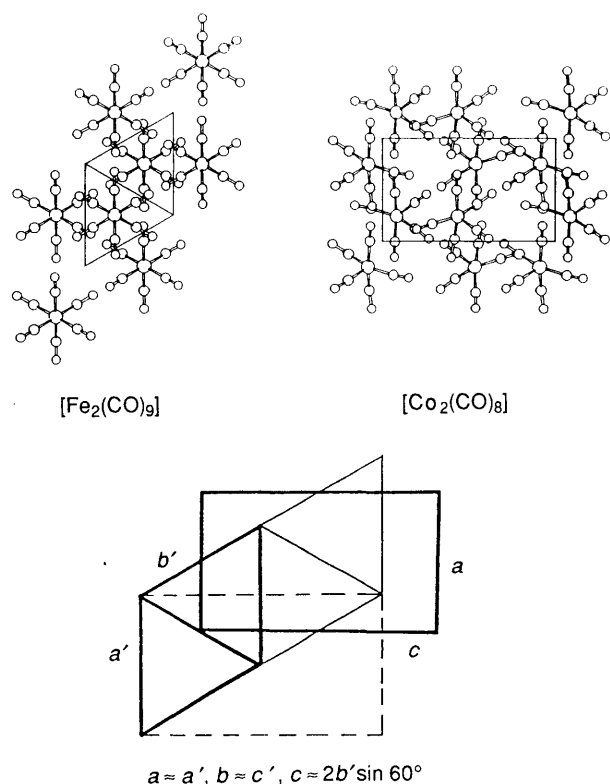 [Fe₂(CO)₉]
[Co₂(CO)₈]
b′
a
a′
c
a ≈ a′, b ≈ c′, c ≈ 2b′ sin 60°